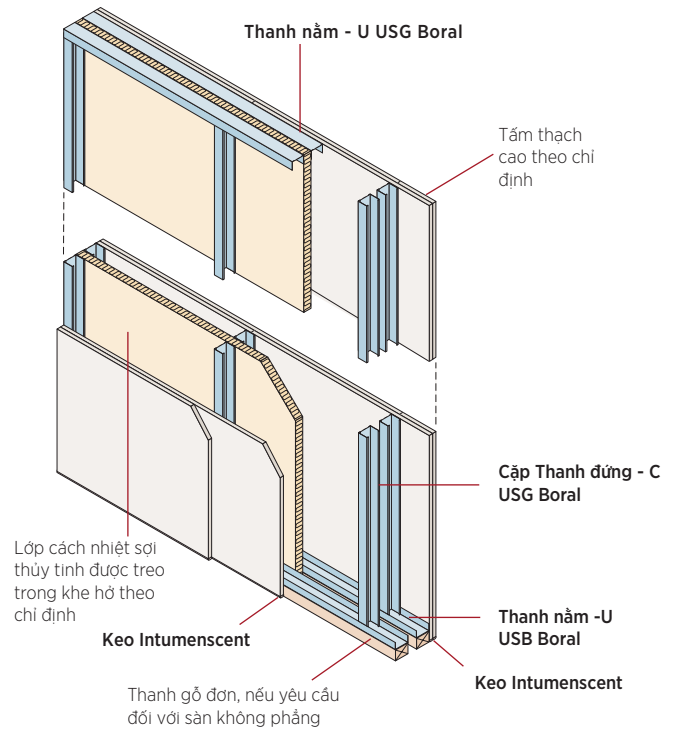 Thanh nằm - U USG Boral
Tấm thạch
cao theo chỉ
định
Cặp Thanh đứng - C
USG Boral
Lớp cách nhiệt sợi
thủy tinh được treo
trong khe hở theo
chỉ định
Keo Intumenscent
Thanh nằm -U
USB Boral
Keo Intumenscent
Thanh gỗ đơn, nếu yêu cầu
đối với sàn không phẳng